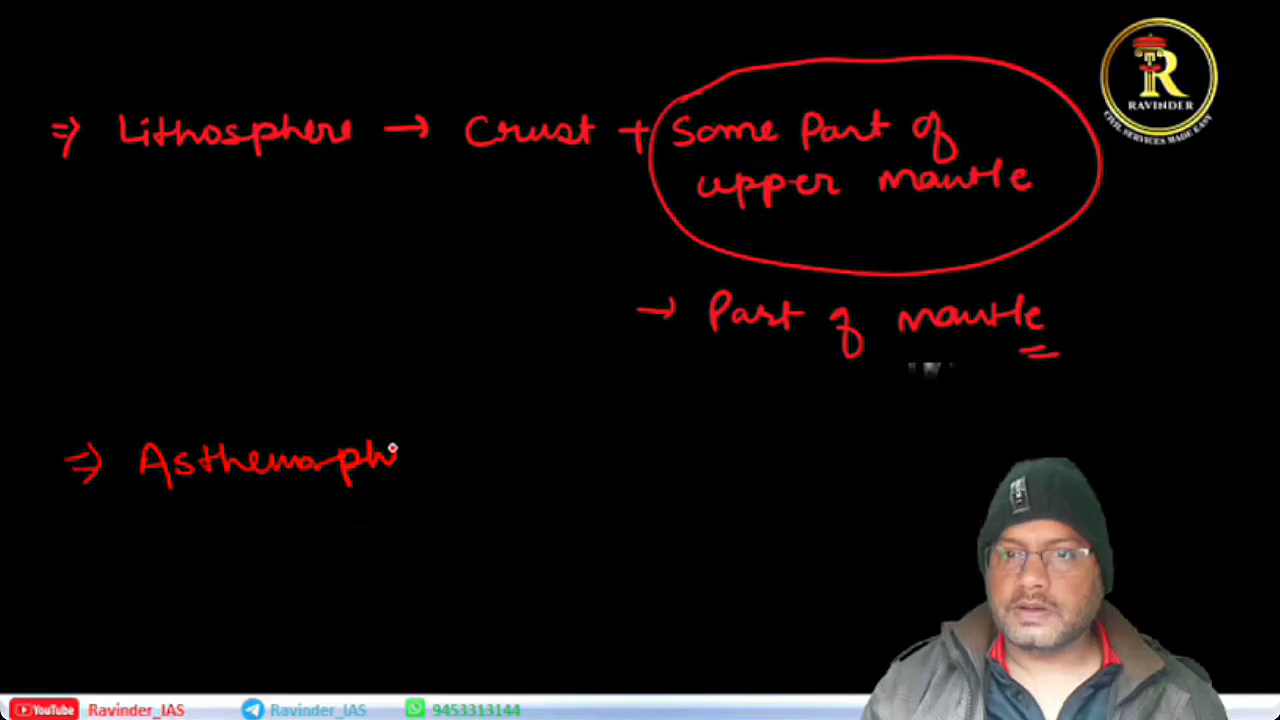 ⇒ Lithosphere → Crust + Some Part of
upper mantle
→ Part of mantle
⇒ Asthenosph
R
RAVINDER
CIVIL SERVICES MADE EASY
YouTube Ravinder_IAS Ravinder_IAS 9453313144